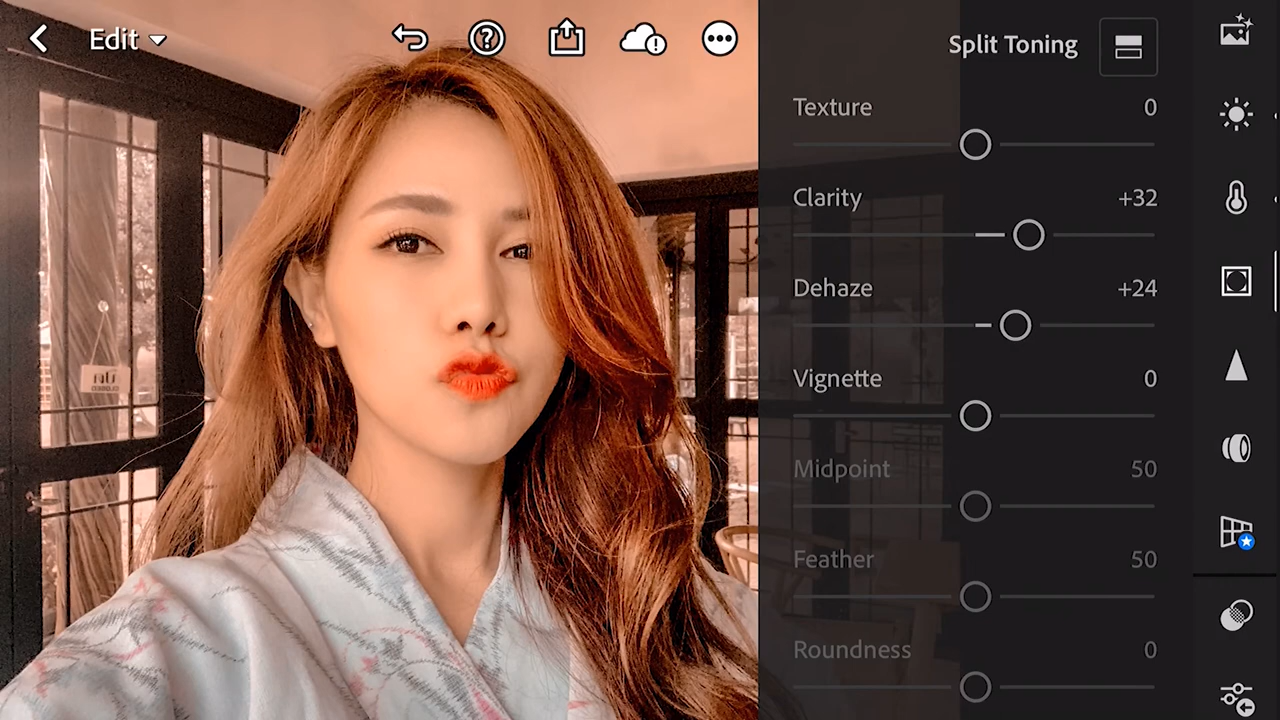 Edit
Split Toning
Texture 0
Clarity +32
Dehaze +24
Vignette 0
Midpoint 50
Feather 50
Roundness 0